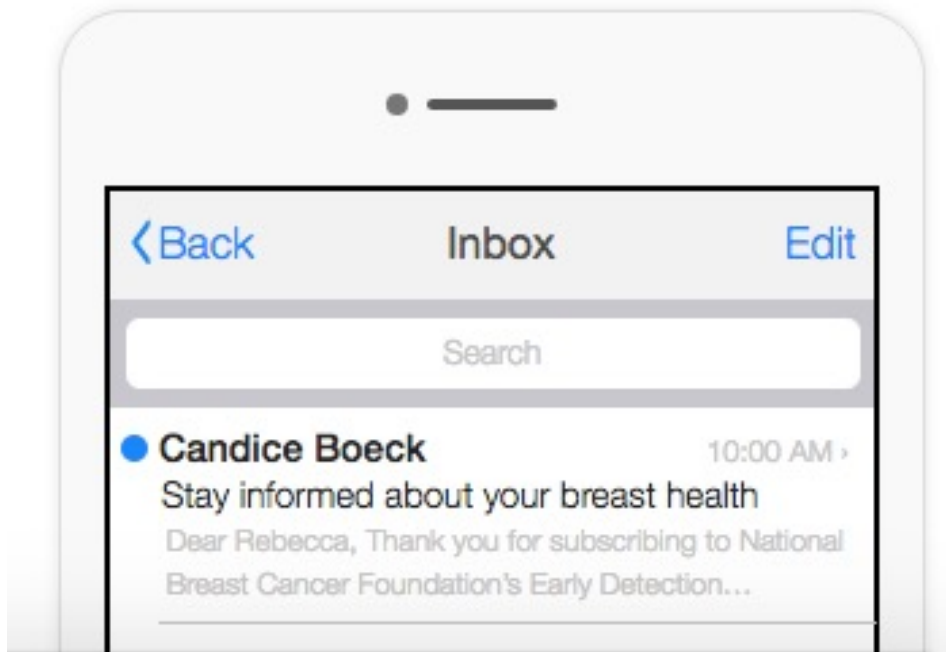 Back Inbox Edit
Search
Candice Boeck 10:00 AM ›
Stay informed about your breast health
Dear Rebecca, Thank you for subscribing to National
Breast Cancer Foundation's Early Detection...